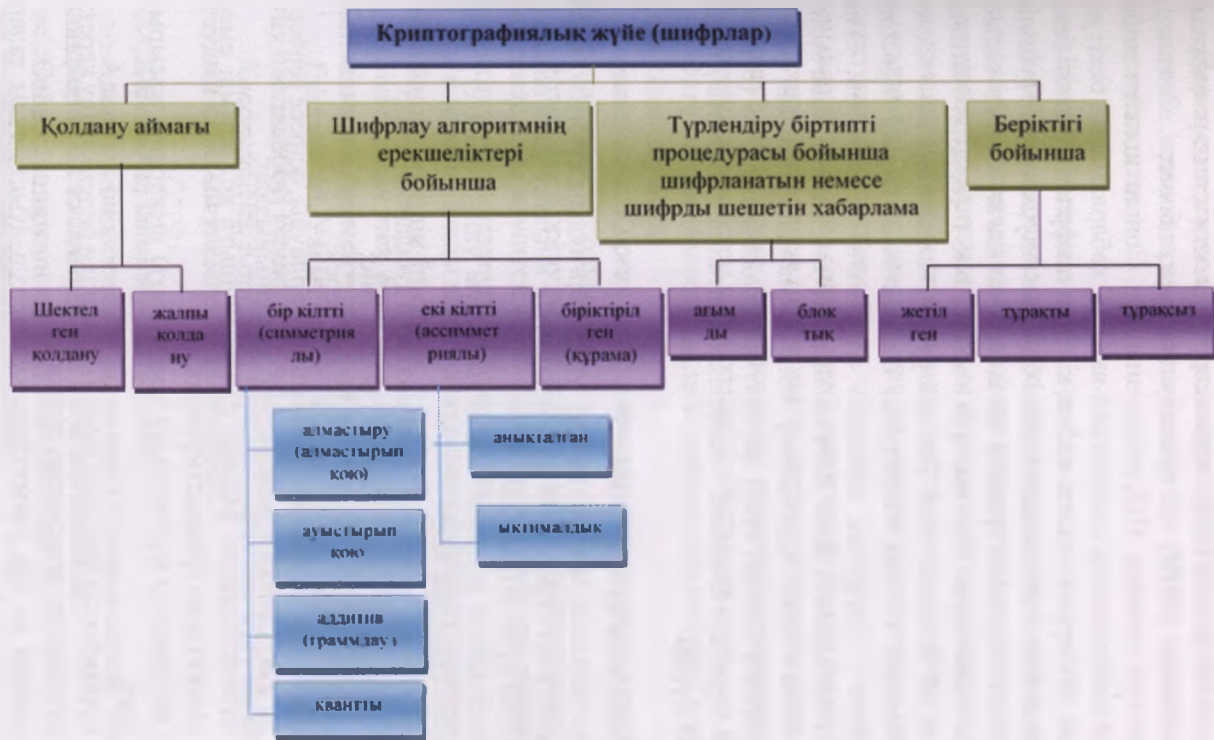 Криптографиялық жүйе (шифрлар)
Қолдану аймағы
Шифрлау алгоритмнің
ерекшеліктері
бойынша
Түрлендіру біртипті
процедурасы бойынша
шифрланатын немесе
шифрды шешетін хабарлама
Беріктігі
бойынша
Шектел
ген
қолдану
жалпы
қолда
ну
бір кілтті
(симметрия
лы)
екі кілтті
(ассиммет
риялы)
біріктіріл
ген
(құрама)
ағым
ды
блок
тық
жетіл
ген
тұрақты
тұрақсыз
алмастыру
(алмастырып
қою)
анықталған
ауыстырып
қою
ықтималдық
аддитив
(граммдау)
квантты